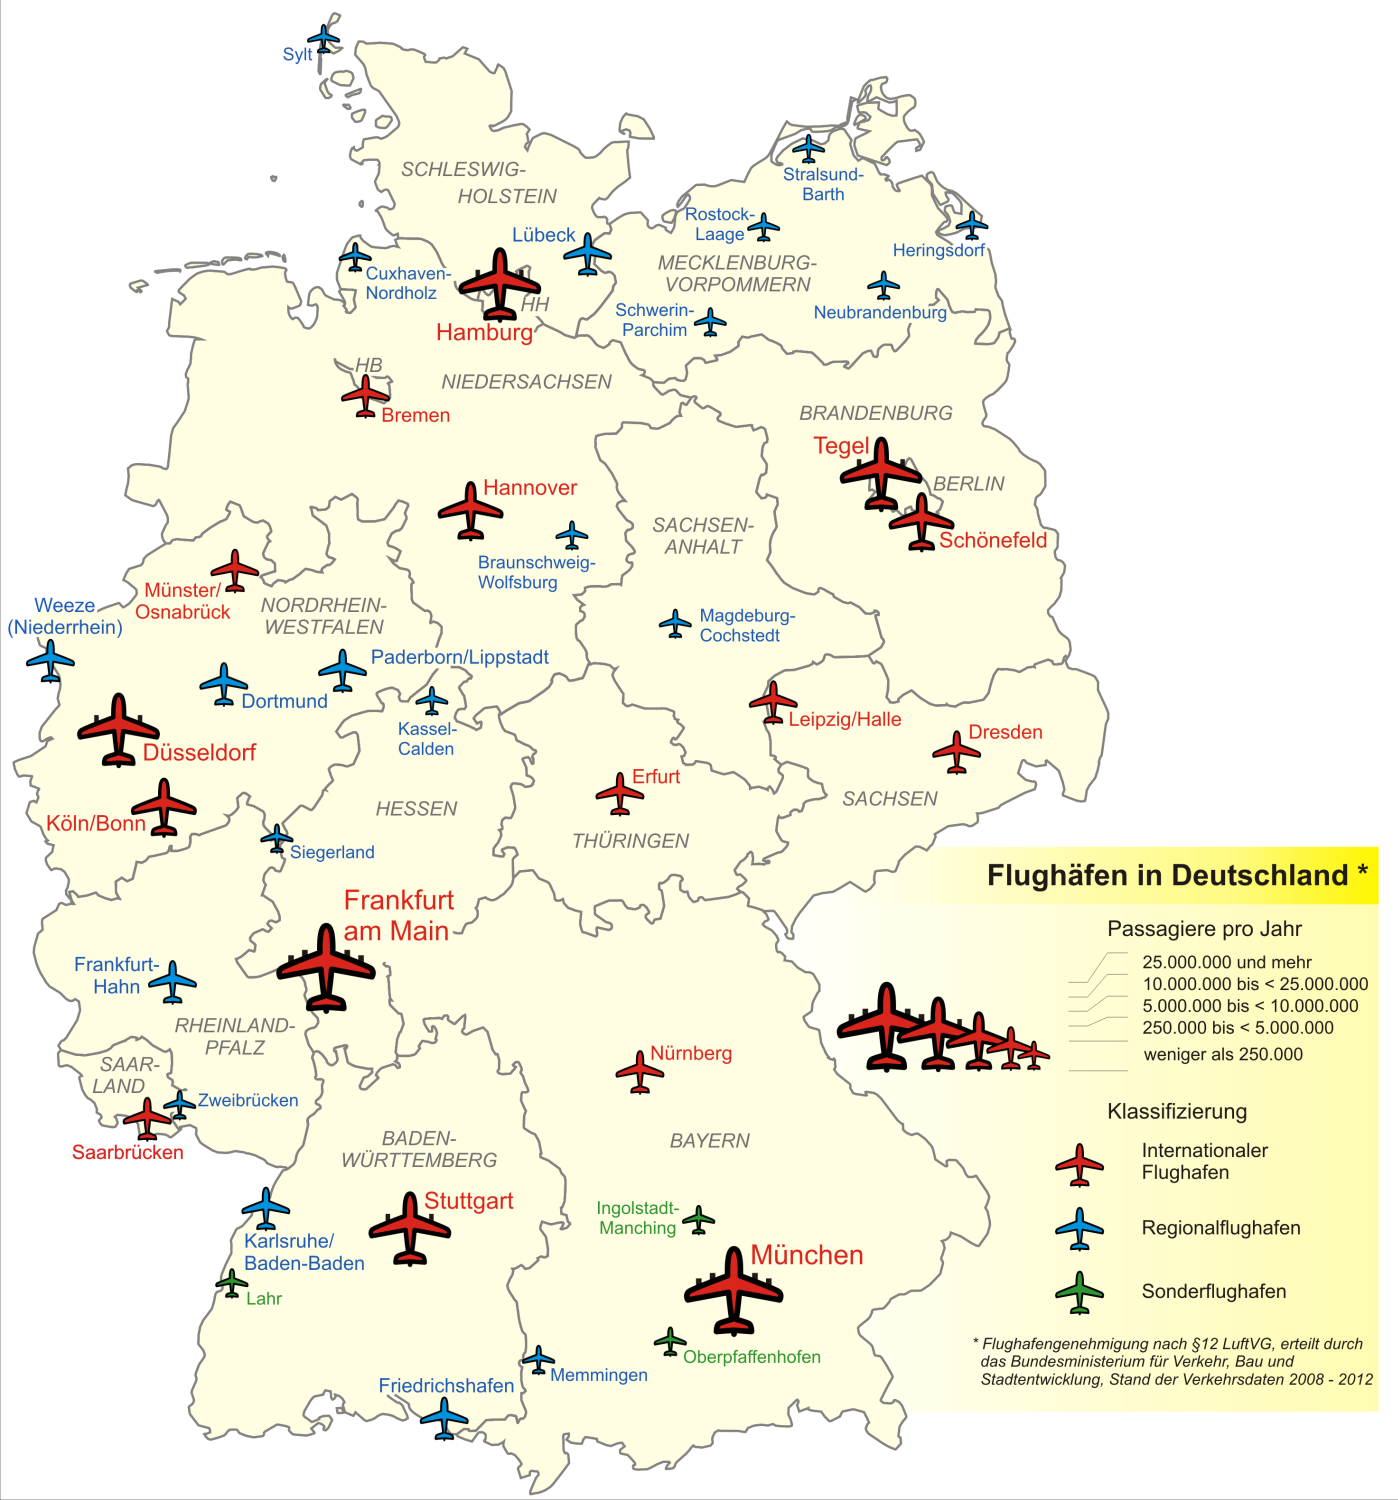 Sylt
SCHLESWIG-
HOLSTEIN
Stralsund-
Barth
Rostock-
Laage
Lübeck
Heringsdorf
Cuxhaven-
Nordholz
MECKLENBURG-
VORPOMMERN
HH
Hamburg
Schwerin-
Parchim
Neubrandenburg
HB
NIEDERSACHSEN
Bremen
BRANDENBURG
Tegel
BERLIN
Hannover
Schönefeld
SACHSEN-
ANHALT
Braunschweig-
Wolfsburg
Münster/
Osnabrück
NORDRHEIN-
WESTFALEN
Weeze
(Niederrhein)
Magdeburg-
Cochstedt
Paderborn/Lippstadt
Dortmund
Kassel-
Calden
Leipzig/Halle
Dresden
Düsseldorf
Erfurt
SACHSEN
HESSEN
Köln/Bonn
THÜRINGEN
Siegerland
Frankfurt
am Main
Frankfurt-
Hahn
RHEINLAND-
PFALZ
SAAR-
LAND
Nürnberg
Zweibrücken
Saarbrücken
BADEN-
WÜRTTEMBERG
BAYERN
Stuttgart
Ingolstadt-
Manching
Karlsruhe/
Baden-Baden
München
Lahr
Oberpfaffenhofen
Memmingen
Friedrichshafen
Flughäfen in Deutschland *
Passagiere pro Jahr
25.000.000 und mehr
10.000.000 bis < 25.000.000
5.000.000 bis < 10.000.000
250.000 bis < 5.000.000
weniger als 250.000
Klassifizierung
Internationaler
Flughafen
Regionalflughafen
Sonderflughafen
* Flughafengenehmigung nach §12 LuftVG, erteilt durch
das Bundesministerium für Verkehr, Bau und
Stadtentwicklung, Stand der Verkehrsdaten 2008 - 2012